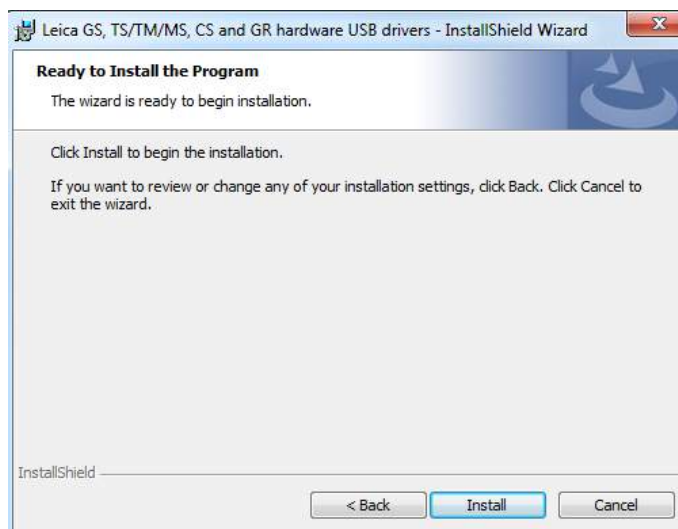 Leica GS, TS/TM/MS, CS and GR hardware USB drivers - InstallShield Wizard
Ready to Install the Program
The wizard is ready to begin installation.
Click Install to begin the installation.
If you want to review or change any of your installation settings, click Back. Click Cancel to
exit the wizard.
InstallShield
< Back Install Cancel